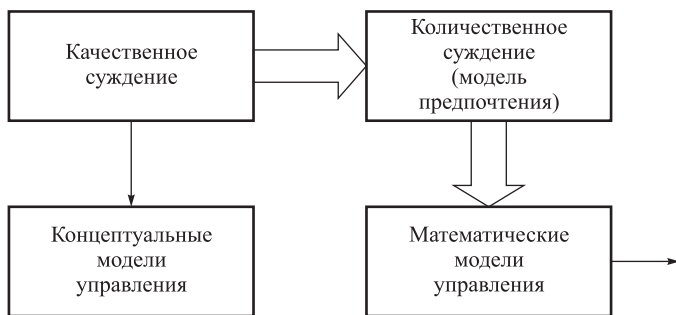 Качественное
суждение
Количественное
суждение
(модель
предпочтения)
Концептуальные
модели
управления
Математические
модели
управления